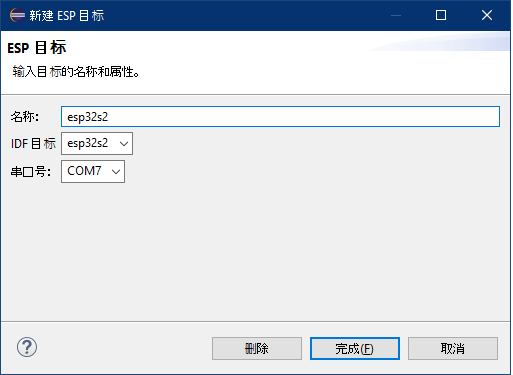 新建 ESP 目标
ESP 目标
输入目标的名称和属性。
名称：
esp32s2
IDF 目标
esp32s2
串口号：
COM7
删除
完成(F)
取消